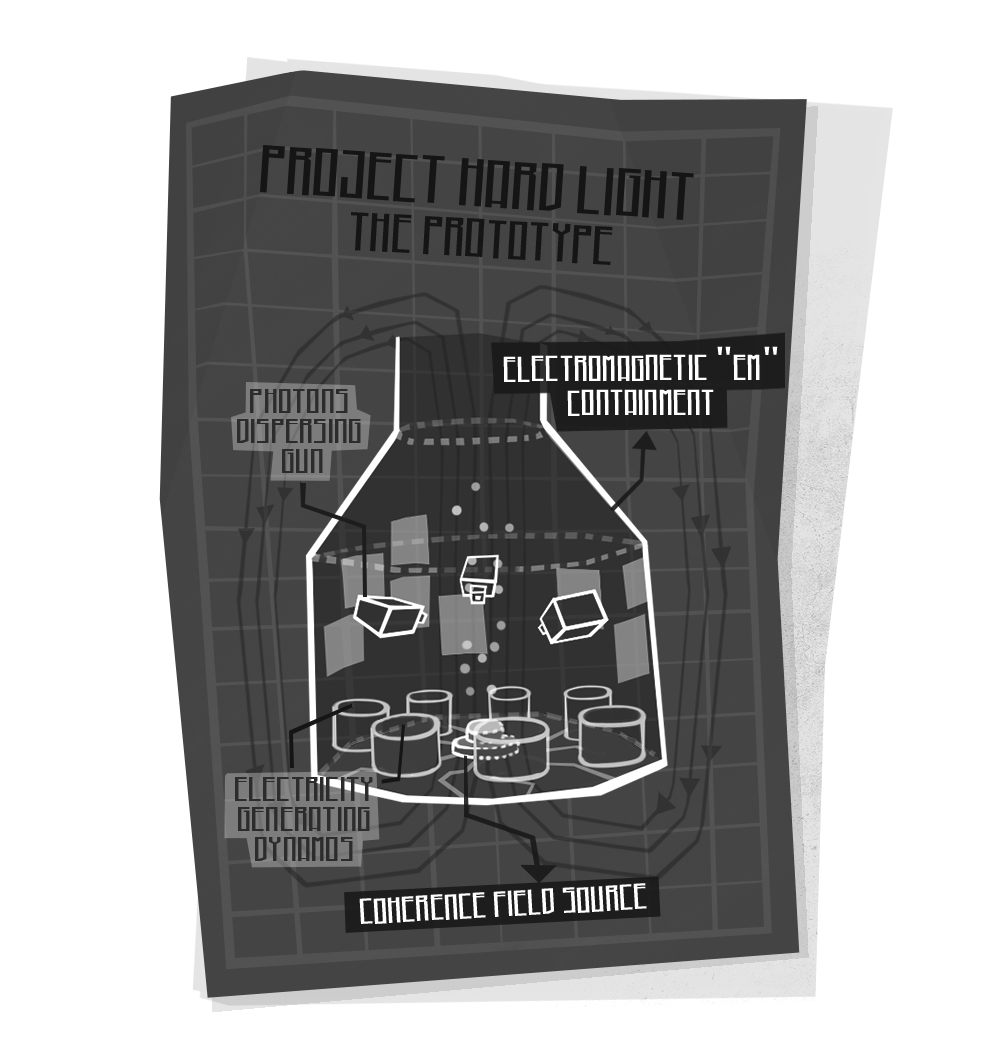 PROJECT HARD LIGHT
THE PROTOTYPE
ELECTROMAGNETIC "EM"
CONTAINMENT
PHOTONS
DISPERSING
GUN
ELECTRICITY
GENERATING
DYNAMOS
COHERENCE FIELD SOURCE